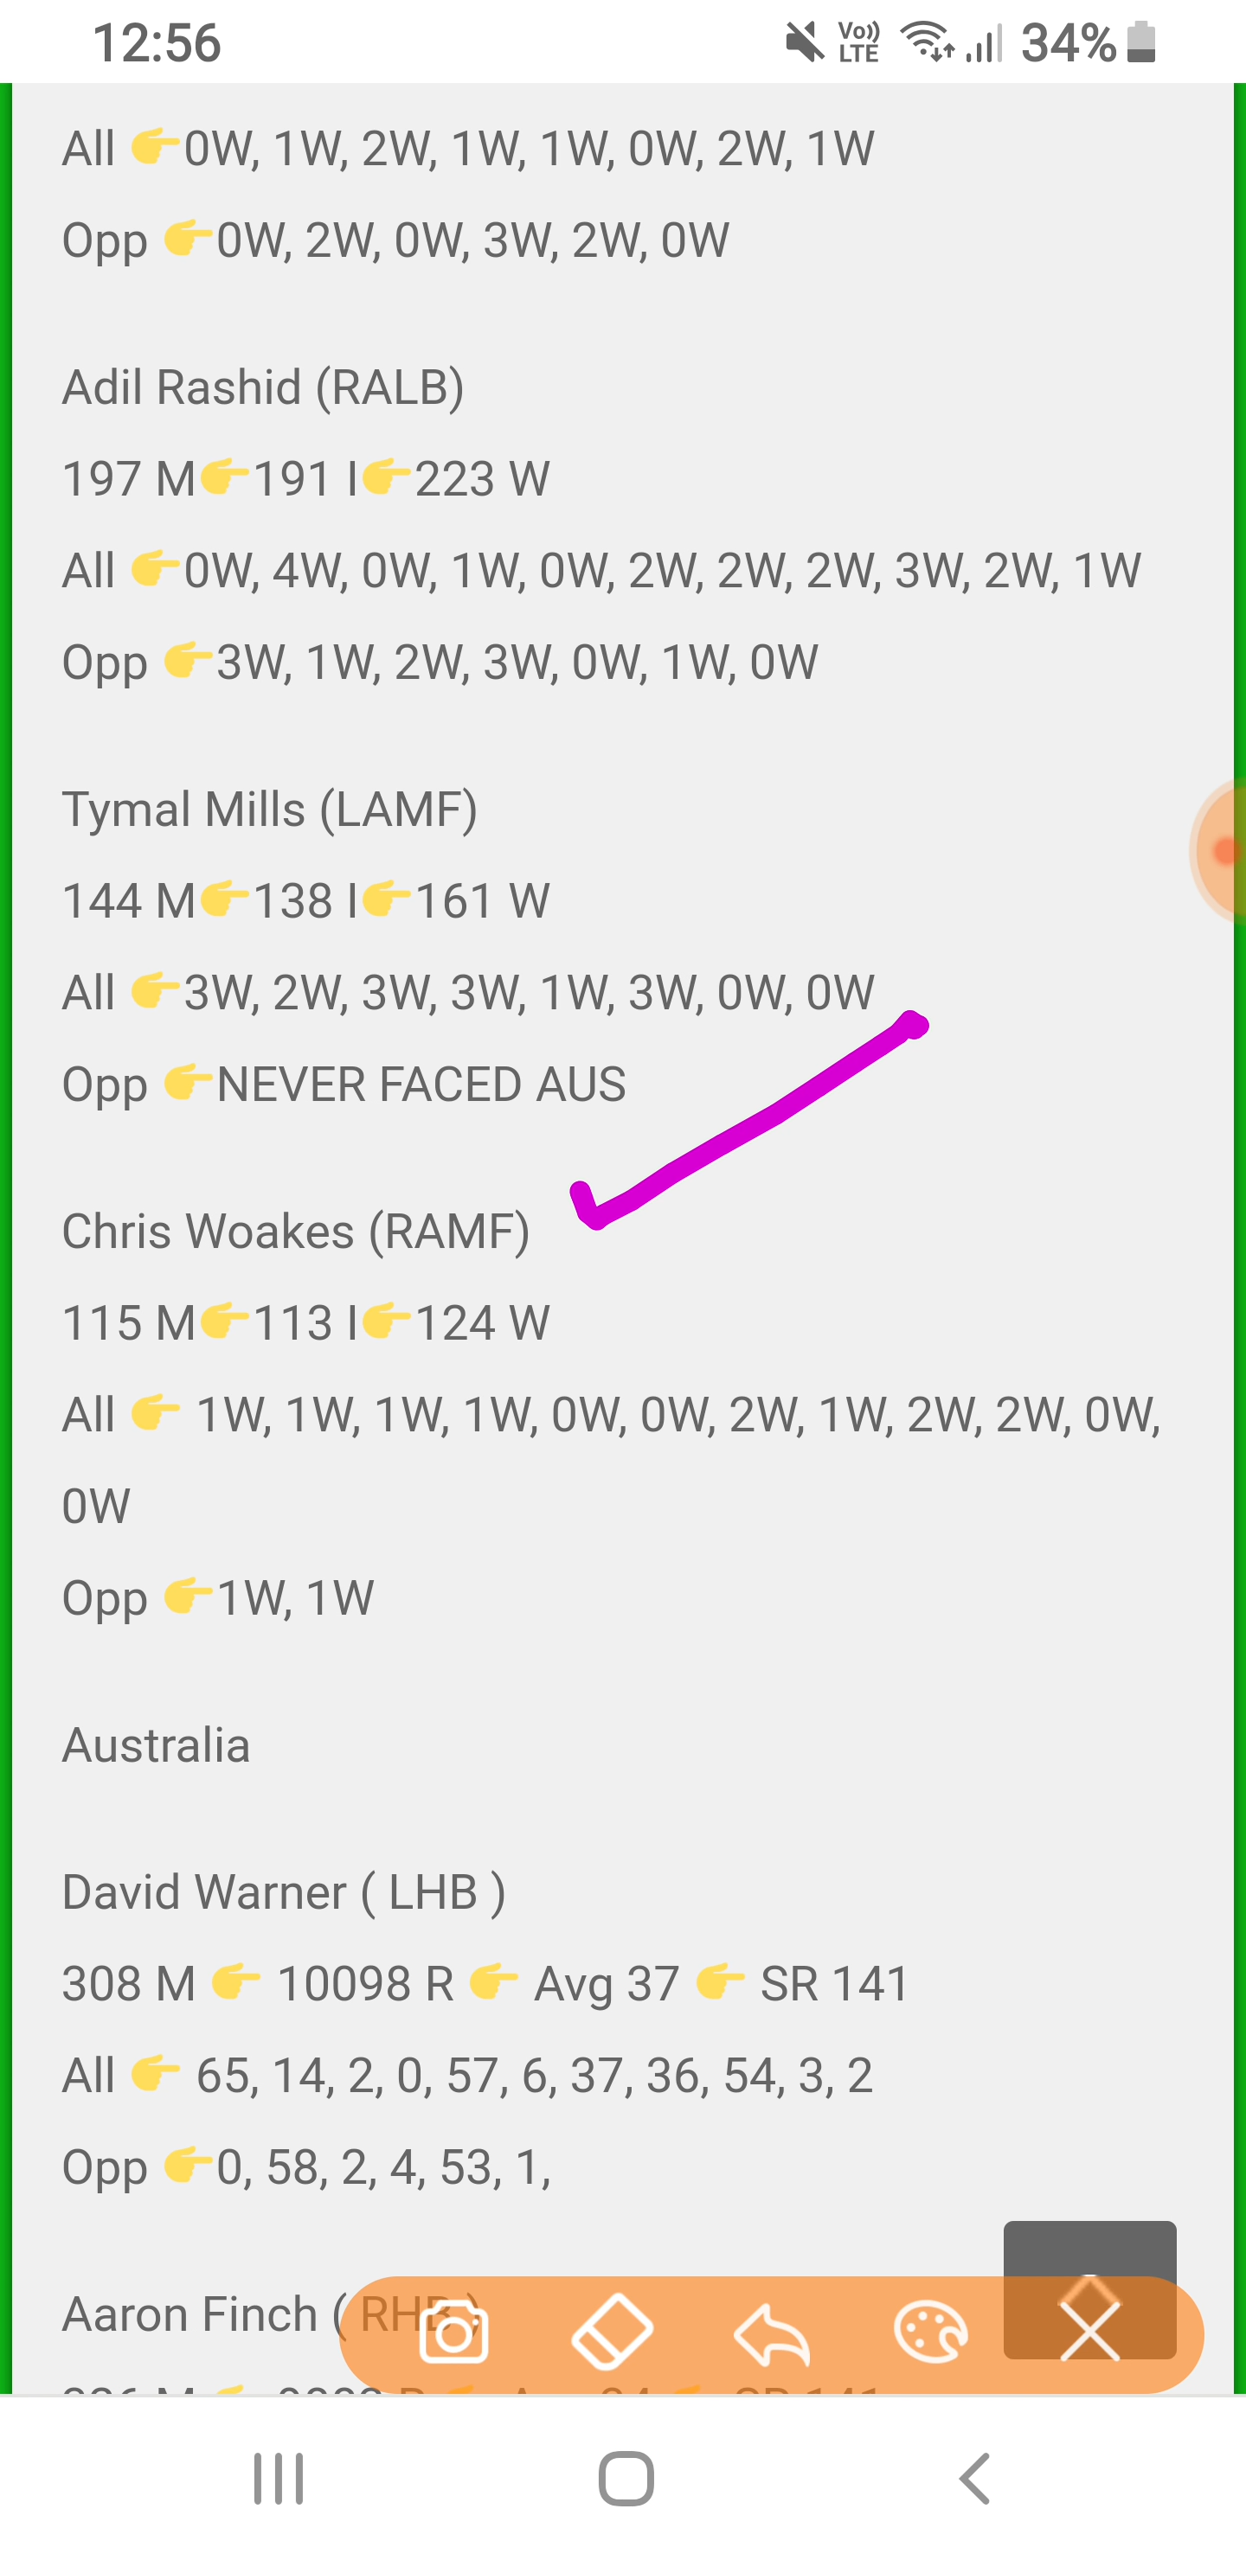 12:56
Vo)) LTE 34%
All 👉0W, 1W, 2W, 1W, 1W, 0W, 2W, 1W
Opp 👉0W, 2W, 0W, 3W, 2W, 0W
Adil Rashid (RALB)
197 M👉191 I👉223 W
All 👉0W, 4W, 0W, 1W, 0W, 2W, 2W, 2W, 3W, 2W, 1W
Opp 👉3W, 1W, 2W, 3W, 0W, 1W, 0W
Tymal Mills (LAMF)
144 M👉138 I👉161 W
All 👉3W, 2W, 3W, 3W, 1W, 3W, 0W, 0W
Opp 👉NEVER FACED AUS
Chris Woakes (RAMF)
115 M👉113 I👉124 W
All 👉 1W, 1W, 1W, 1W, 0W, 0W, 2W, 1W, 2W, 2W, 0W,
0W
Opp 👉1W, 1W
Australia
David Warner ( LHB )
308 M 👉 10098 R 👉 Avg 37 👉 SR 141
All 👉 65, 14, 2, 0, 57, 6, 37, 36, 54, 3, 2
Opp 👉0, 58, 2, 4, 53, 1,
Aaron Finch ( RHB )